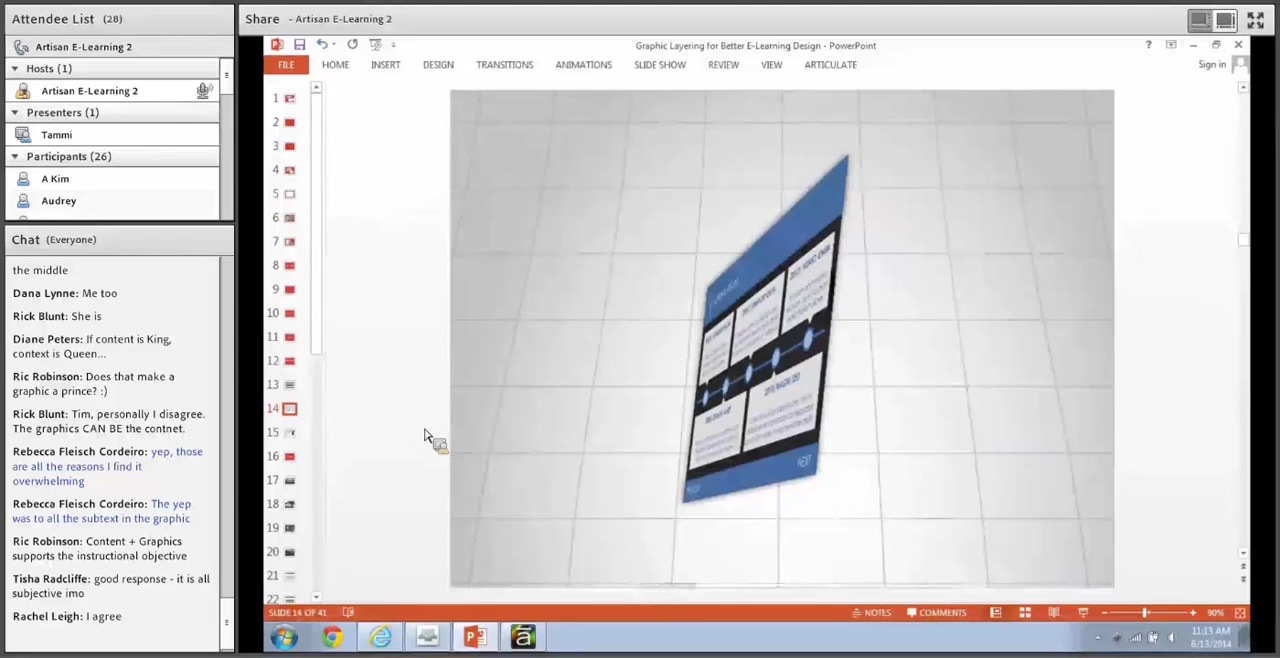 Attendee List (28)
Artisan E-Learning 2
Hosts (1)
Artisan E-Learning 2
Presenters (1)
Tammi
Participants (26)
A Kim
Audrey
Chat (Everyone)
the middle
Dana Lynne: Me too
Rick Blunt: She is
Diane Peters: If content is King,
context is Queen...
Ric Robinson: Does that make a
graphic a prince? :)
Rick Blunt: Tim, personally I disagree.
The graphics CAN BE the contnet.
Rebecca Fleisch Cordeiro: yep, those
are all the reasons I find it
overwhelming
Rebecca Fleisch Cordeiro: The yep
was to all the subtext in the graphic
Ric Robinson: Content + Graphics
supports the instructional objective
Tisha Radcliffe: good response - it is all
subjective imo
Rachel Leigh: I agree
Share - Artisan E-Learning 2
Graphic Layering for Better E-Learning Design - PowerPoint
?
FILE HOME INSERT DESIGN TRANSITIONS ANIMATIONS SLIDE SHOW REVIEW VIEW ARTICULATE
Sign in
1
2
3
4
5
6
7
8
9
10
11
12
13
14
15
16
17
18
19
20
21
22
NEXT
SLIDE 14 OF 41
NOTES COMMENTS
90%
11:13 AM
6/13/2014